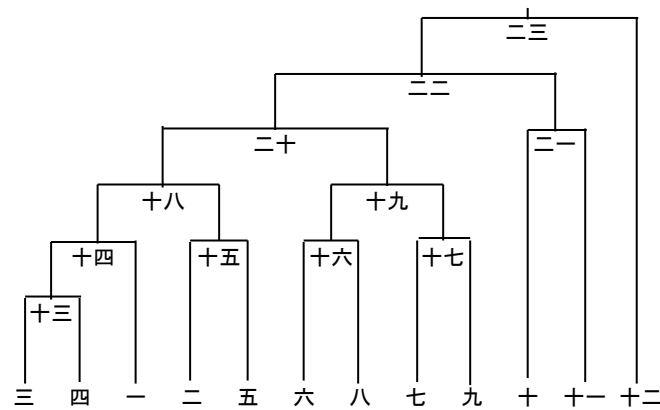 二三
二二
二十 二一
十八 十九
十四 十五 十六 十七
十三
三 四 一 二 五 六 八 七 九 十 十一 十二